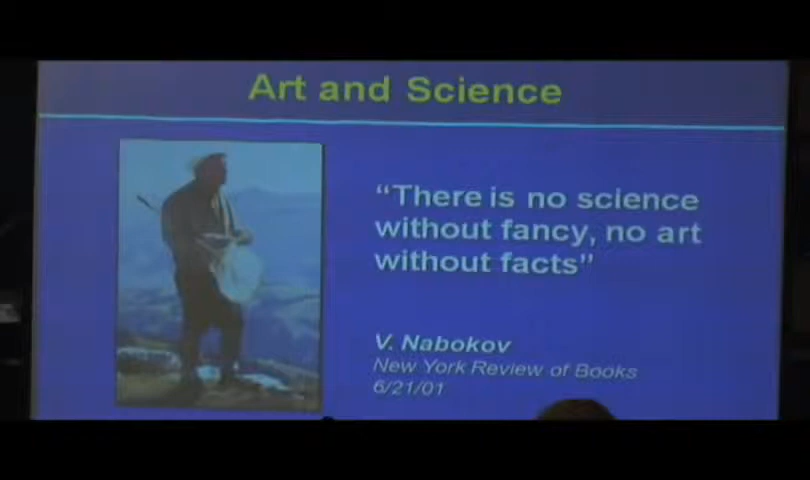 Art and Science
“There is no science
without fancy, no art
without facts”
V. Nabokov
New York Review of Books
6/21/01